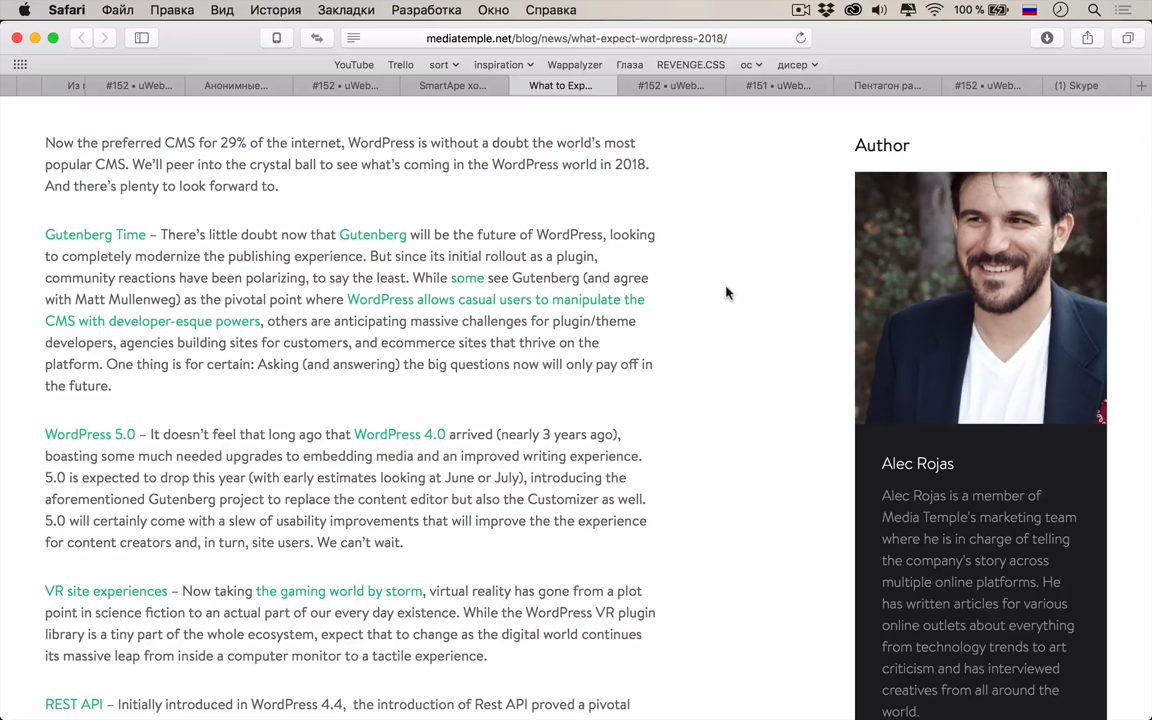 Safari Файл Правка Вид История Закладки Разработка Окно Справка 100 %
mediatemple.net/blog/news/what-expect-wordpress-2018/
YouTube Trello sort inspiration Wappalyzer Глаза REVENGE.CSS ос дисер
Из #152 • uWeb... Анонимные... #152 • uWeb... SmartApe хо... What to Exp... #152 • uWeb... #151 • uWeb... Пентагон ра... #152 • uWeb... (1) Skype
Now the preferred CMS for 29% of the internet, WordPress is without a doubt the world's most
popular CMS. We'll peer into the crystal ball to see what's coming in the WordPress world in 2018.
And there's plenty to look forward to.
Gutenberg Time – There's little doubt now that Gutenberg will be the future of WordPress, looking
to completely modernize the publishing experience. But since its initial rollout as a plugin,
community reactions have been polarizing, to say the least. While some see Gutenberg (and agree
with Matt Mullenweg) as the pivotal point where WordPress allows casual users to manipulate the
CMS with developer-esque powers, others are anticipating massive challenges for plugin/theme
developers, agencies building sites for customers, and ecommerce sites that thrive on the
platform. One thing is for certain: Asking (and answering) the big questions now will only pay off in
the future.
WordPress 5.0 – It doesn't feel that long ago that WordPress 4.0 arrived (nearly 3 years ago),
boasting some much needed upgrades to embedding media and an improved writing experience.
5.0 is expected to drop this year (with early estimates looking at June or July), introducing the
aforementioned Gutenberg project to replace the content editor but also the Customizer as well.
5.0 will certainly come with a slew of usability improvements that will improve the the experience
for content creators and, in turn, site users. We can't wait.
VR site experiences – Now taking the gaming world by storm, virtual reality has gone from a plot
point in science fiction to an actual part of our every day existence. While the WordPress VR plugin
library is a tiny part of the whole ecosystem, expect that to change as the digital world continues
its massive leap from inside a computer monitor to a tactile experience.
REST API – Initially introduced in WordPress 4.4, the introduction of Rest API proved a pivotal
Author
Alec Rojas
Alec Rojas is a member of
Media Temple's marketing team
where he is in charge of telling
the company's story across
multiple online platforms. He
has written articles for various
online outlets about everything
from technology trends to art
criticism and has interviewed
creatives from all around the
world.